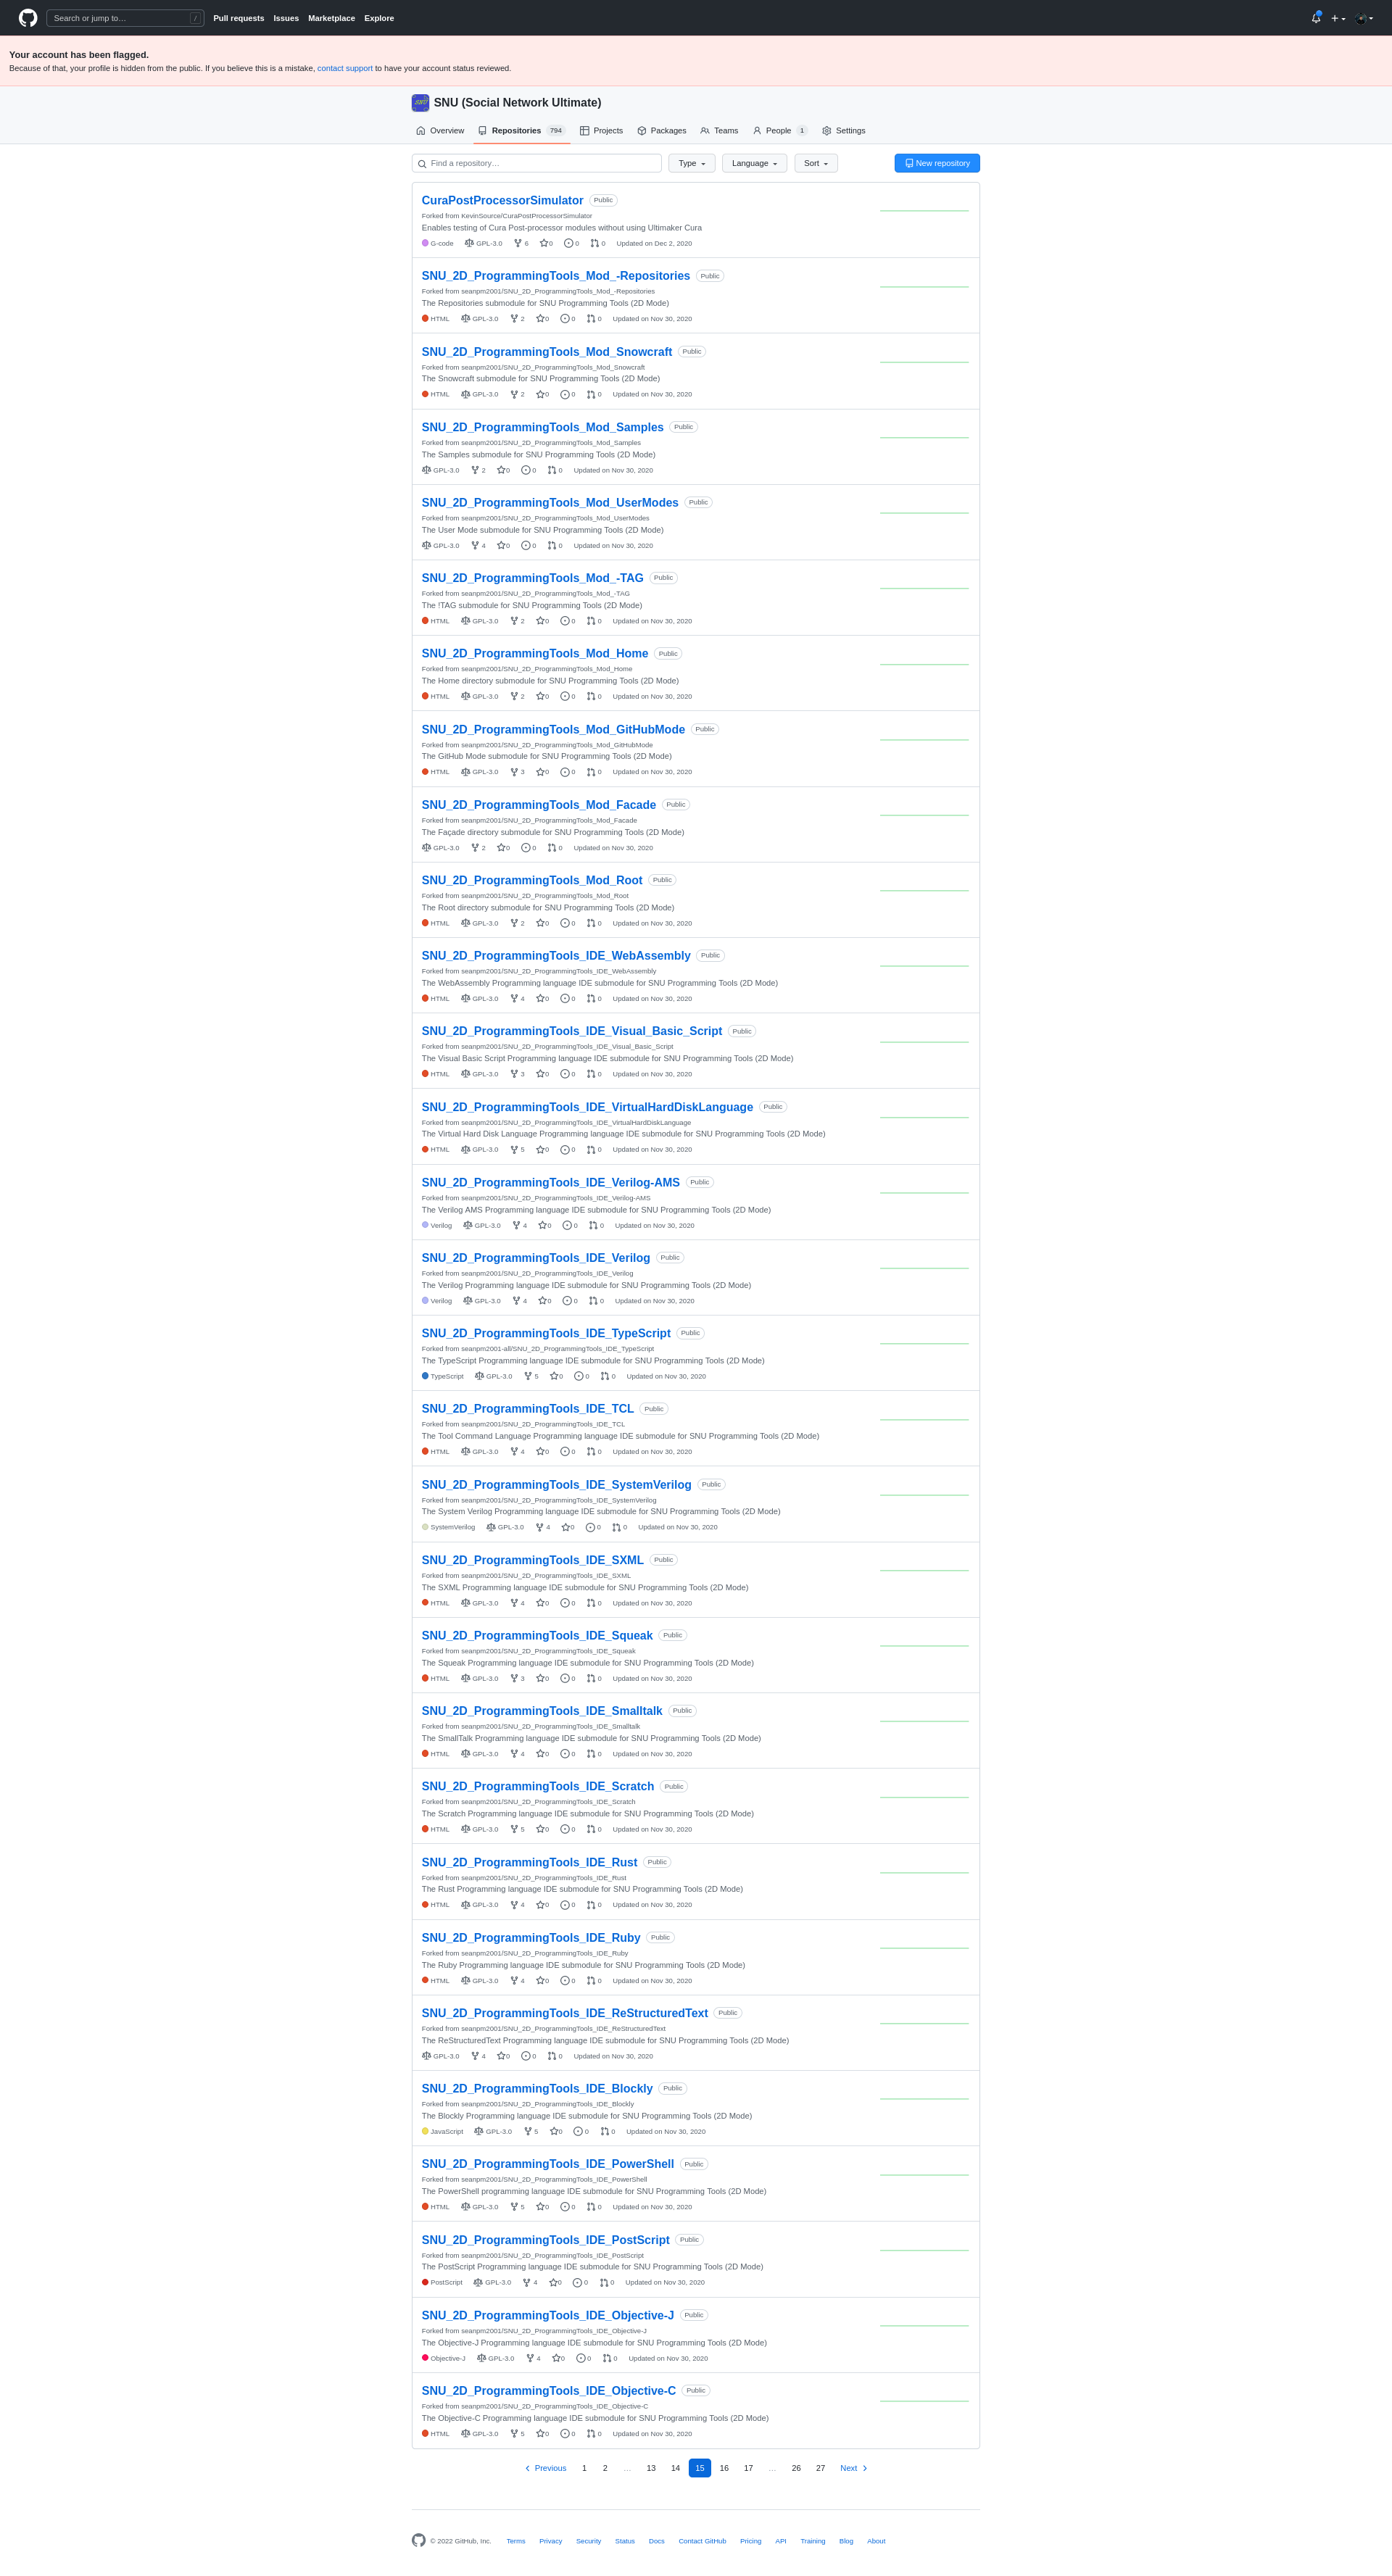 Search or jump to… /
Pull requests Issues Marketplace Explore
Your account has been flagged.
Because of that, your profile is hidden from the public. If you believe this is a mistake, contact support to have your account status reviewed.
SNU (Social Network Ultimate)
Overview Repositories 794 Projects Packages Teams People 1 Settings
Find a repository… Type Language Sort New repository
CuraPostProcessorSimulator Public
Forked from KevinSource/CuraPostProcessorSimulator
Enables testing of Cura Post-processor modules without using Ultimaker Cura
G-code GPL-3.0 6 0 0 0 Updated on Dec 2, 2020
SNU_2D_ProgrammingTools_Mod_-Repositories Public
Forked from seanpm2001/SNU_2D_ProgrammingTools_Mod_-Repositories
The Repositories submodule for SNU Programming Tools (2D Mode)
HTML GPL-3.0 2 0 0 0 Updated on Nov 30, 2020
SNU_2D_ProgrammingTools_Mod_Snowcraft Public
Forked from seanpm2001/SNU_2D_ProgrammingTools_Mod_Snowcraft
The Snowcraft submodule for SNU Programming Tools (2D Mode)
HTML GPL-3.0 2 0 0 0 Updated on Nov 30, 2020
SNU_2D_ProgrammingTools_Mod_Samples Public
Forked from seanpm2001/SNU_2D_ProgrammingTools_Mod_Samples
The Samples submodule for SNU Programming Tools (2D Mode)
GPL-3.0 2 0 0 0 Updated on Nov 30, 2020
SNU_2D_ProgrammingTools_Mod_UserModes Public
Forked from seanpm2001/SNU_2D_ProgrammingTools_Mod_UserModes
The User Mode submodule for SNU Programming Tools (2D Mode)
GPL-3.0 4 0 0 0 Updated on Nov 30, 2020
SNU_2D_ProgrammingTools_Mod_-TAG Public
Forked from seanpm2001/SNU_2D_ProgrammingTools_Mod_-TAG
The !TAG submodule for SNU Programming Tools (2D Mode)
HTML GPL-3.0 2 0 0 0 Updated on Nov 30, 2020
SNU_2D_ProgrammingTools_Mod_Home Public
Forked from seanpm2001/SNU_2D_ProgrammingTools_Mod_Home
The Home directory submodule for SNU Programming Tools (2D Mode)
HTML GPL-3.0 2 0 0 0 Updated on Nov 30, 2020
SNU_2D_ProgrammingTools_Mod_GitHubMode Public
Forked from seanpm2001/SNU_2D_ProgrammingTools_Mod_GitHubMode
The GitHub Mode submodule for SNU Programming Tools (2D Mode)
HTML GPL-3.0 3 0 0 0 Updated on Nov 30, 2020
SNU_2D_ProgrammingTools_Mod_Facade Public
Forked from seanpm2001/SNU_2D_ProgrammingTools_Mod_Facade
The Façade directory submodule for SNU Programming Tools (2D Mode)
GPL-3.0 2 0 0 0 Updated on Nov 30, 2020
SNU_2D_ProgrammingTools_Mod_Root Public
Forked from seanpm2001/SNU_2D_ProgrammingTools_Mod_Root
The Root directory submodule for SNU Programming Tools (2D Mode)
HTML GPL-3.0 2 0 0 0 Updated on Nov 30, 2020
SNU_2D_ProgrammingTools_IDE_WebAssembly Public
Forked from seanpm2001/SNU_2D_ProgrammingTools_IDE_WebAssembly
The WebAssembly Programming language IDE submodule for SNU Programming Tools (2D Mode)
HTML GPL-3.0 4 0 0 0 Updated on Nov 30, 2020
SNU_2D_ProgrammingTools_IDE_Visual_Basic_Script Public
Forked from seanpm2001/SNU_2D_ProgrammingTools_IDE_Visual_Basic_Script
The Visual Basic Script Programming language IDE submodule for SNU Programming Tools (2D Mode)
HTML GPL-3.0 3 0 0 0 Updated on Nov 30, 2020
SNU_2D_ProgrammingTools_IDE_VirtualHardDiskLanguage Public
Forked from seanpm2001/SNU_2D_ProgrammingTools_IDE_VirtualHardDiskLanguage
The Virtual Hard Disk Language Programming language IDE submodule for SNU Programming Tools (2D Mode)
HTML GPL-3.0 5 0 0 0 Updated on Nov 30, 2020
SNU_2D_ProgrammingTools_IDE_Verilog-AMS Public
Forked from seanpm2001/SNU_2D_ProgrammingTools_IDE_Verilog-AMS
The Verilog AMS Programming language IDE submodule for SNU Programming Tools (2D Mode)
Verilog GPL-3.0 4 0 0 0 Updated on Nov 30, 2020
SNU_2D_ProgrammingTools_IDE_Verilog Public
Forked from seanpm2001/SNU_2D_ProgrammingTools_IDE_Verilog
The Verilog Programming language IDE submodule for SNU Programming Tools (2D Mode)
Verilog GPL-3.0 4 0 0 0 Updated on Nov 30, 2020
SNU_2D_ProgrammingTools_IDE_TypeScript Public
Forked from seanpm2001-all/SNU_2D_ProgrammingTools_IDE_TypeScript
The TypeScript Programming language IDE submodule for SNU Programming Tools (2D Mode)
TypeScript GPL-3.0 5 0 0 0 Updated on Nov 30, 2020
SNU_2D_ProgrammingTools_IDE_TCL Public
Forked from seanpm2001/SNU_2D_ProgrammingTools_IDE_TCL
The Tool Command Language Programming language IDE submodule for SNU Programming Tools (2D Mode)
HTML GPL-3.0 4 0 0 0 Updated on Nov 30, 2020
SNU_2D_ProgrammingTools_IDE_SystemVerilog Public
Forked from seanpm2001/SNU_2D_ProgrammingTools_IDE_SystemVerilog
The System Verilog Programming language IDE submodule for SNU Programming Tools (2D Mode)
SystemVerilog GPL-3.0 4 0 0 0 Updated on Nov 30, 2020
SNU_2D_ProgrammingTools_IDE_SXML Public
Forked from seanpm2001/SNU_2D_ProgrammingTools_IDE_SXML
The SXML Programming language IDE submodule for SNU Programming Tools (2D Mode)
HTML GPL-3.0 4 0 0 0 Updated on Nov 30, 2020
SNU_2D_ProgrammingTools_IDE_Squeak Public
Forked from seanpm2001/SNU_2D_ProgrammingTools_IDE_Squeak
The Squeak Programming language IDE submodule for SNU Programming Tools (2D Mode)
HTML GPL-3.0 3 0 0 0 Updated on Nov 30, 2020
SNU_2D_ProgrammingTools_IDE_Smalltalk Public
Forked from seanpm2001/SNU_2D_ProgrammingTools_IDE_Smalltalk
The SmallTalk Programming language IDE submodule for SNU Programming Tools (2D Mode)
HTML GPL-3.0 4 0 0 0 Updated on Nov 30, 2020
SNU_2D_ProgrammingTools_IDE_Scratch Public
Forked from seanpm2001/SNU_2D_ProgrammingTools_IDE_Scratch
The Scratch Programming language IDE submodule for SNU Programming Tools (2D Mode)
HTML GPL-3.0 5 0 0 0 Updated on Nov 30, 2020
SNU_2D_ProgrammingTools_IDE_Rust Public
Forked from seanpm2001/SNU_2D_ProgrammingTools_IDE_Rust
The Rust Programming language IDE submodule for SNU Programming Tools (2D Mode)
HTML GPL-3.0 4 0 0 0 Updated on Nov 30, 2020
SNU_2D_ProgrammingTools_IDE_Ruby Public
Forked from seanpm2001/SNU_2D_ProgrammingTools_IDE_Ruby
The Ruby Programming language IDE submodule for SNU Programming Tools (2D Mode)
HTML GPL-3.0 4 0 0 0 Updated on Nov 30, 2020
SNU_2D_ProgrammingTools_IDE_ReStructuredText Public
Forked from seanpm2001/SNU_2D_ProgrammingTools_IDE_ReStructuredText
The ReStructuredText Programming language IDE submodule for SNU Programming Tools (2D Mode)
GPL-3.0 4 0 0 0 Updated on Nov 30, 2020
SNU_2D_ProgrammingTools_IDE_Blockly Public
Forked from seanpm2001/SNU_2D_ProgrammingTools_IDE_Blockly
The Blockly Programming language IDE submodule for SNU Programming Tools (2D Mode)
JavaScript GPL-3.0 5 0 0 0 Updated on Nov 30, 2020
SNU_2D_ProgrammingTools_IDE_PowerShell Public
Forked from seanpm2001/SNU_2D_ProgrammingTools_IDE_PowerShell
The PowerShell programming language IDE submodule for SNU Programming Tools (2D Mode)
HTML GPL-3.0 5 0 0 0 Updated on Nov 30, 2020
SNU_2D_ProgrammingTools_IDE_PostScript Public
Forked from seanpm2001/SNU_2D_ProgrammingTools_IDE_PostScript
The PostScript Programming language IDE submodule for SNU Programming Tools (2D Mode)
PostScript GPL-3.0 4 0 0 0 Updated on Nov 30, 2020
SNU_2D_ProgrammingTools_IDE_Objective-J Public
Forked from seanpm2001/SNU_2D_ProgrammingTools_IDE_Objective-J
The Objective-J Programming language IDE submodule for SNU Programming Tools (2D Mode)
Objective-J GPL-3.0 4 0 0 0 Updated on Nov 30, 2020
SNU_2D_ProgrammingTools_IDE_Objective-C Public
Forked from seanpm2001/SNU_2D_ProgrammingTools_IDE_Objective-C
The Objective-C Programming language IDE submodule for SNU Programming Tools (2D Mode)
HTML GPL-3.0 5 0 0 0 Updated on Nov 30, 2020
Previous 1 2 … 13 14 15 16 17 … 26 27 Next
© 2022 GitHub, Inc. Terms Privacy Security Status Docs Contact GitHub Pricing API Training Blog About